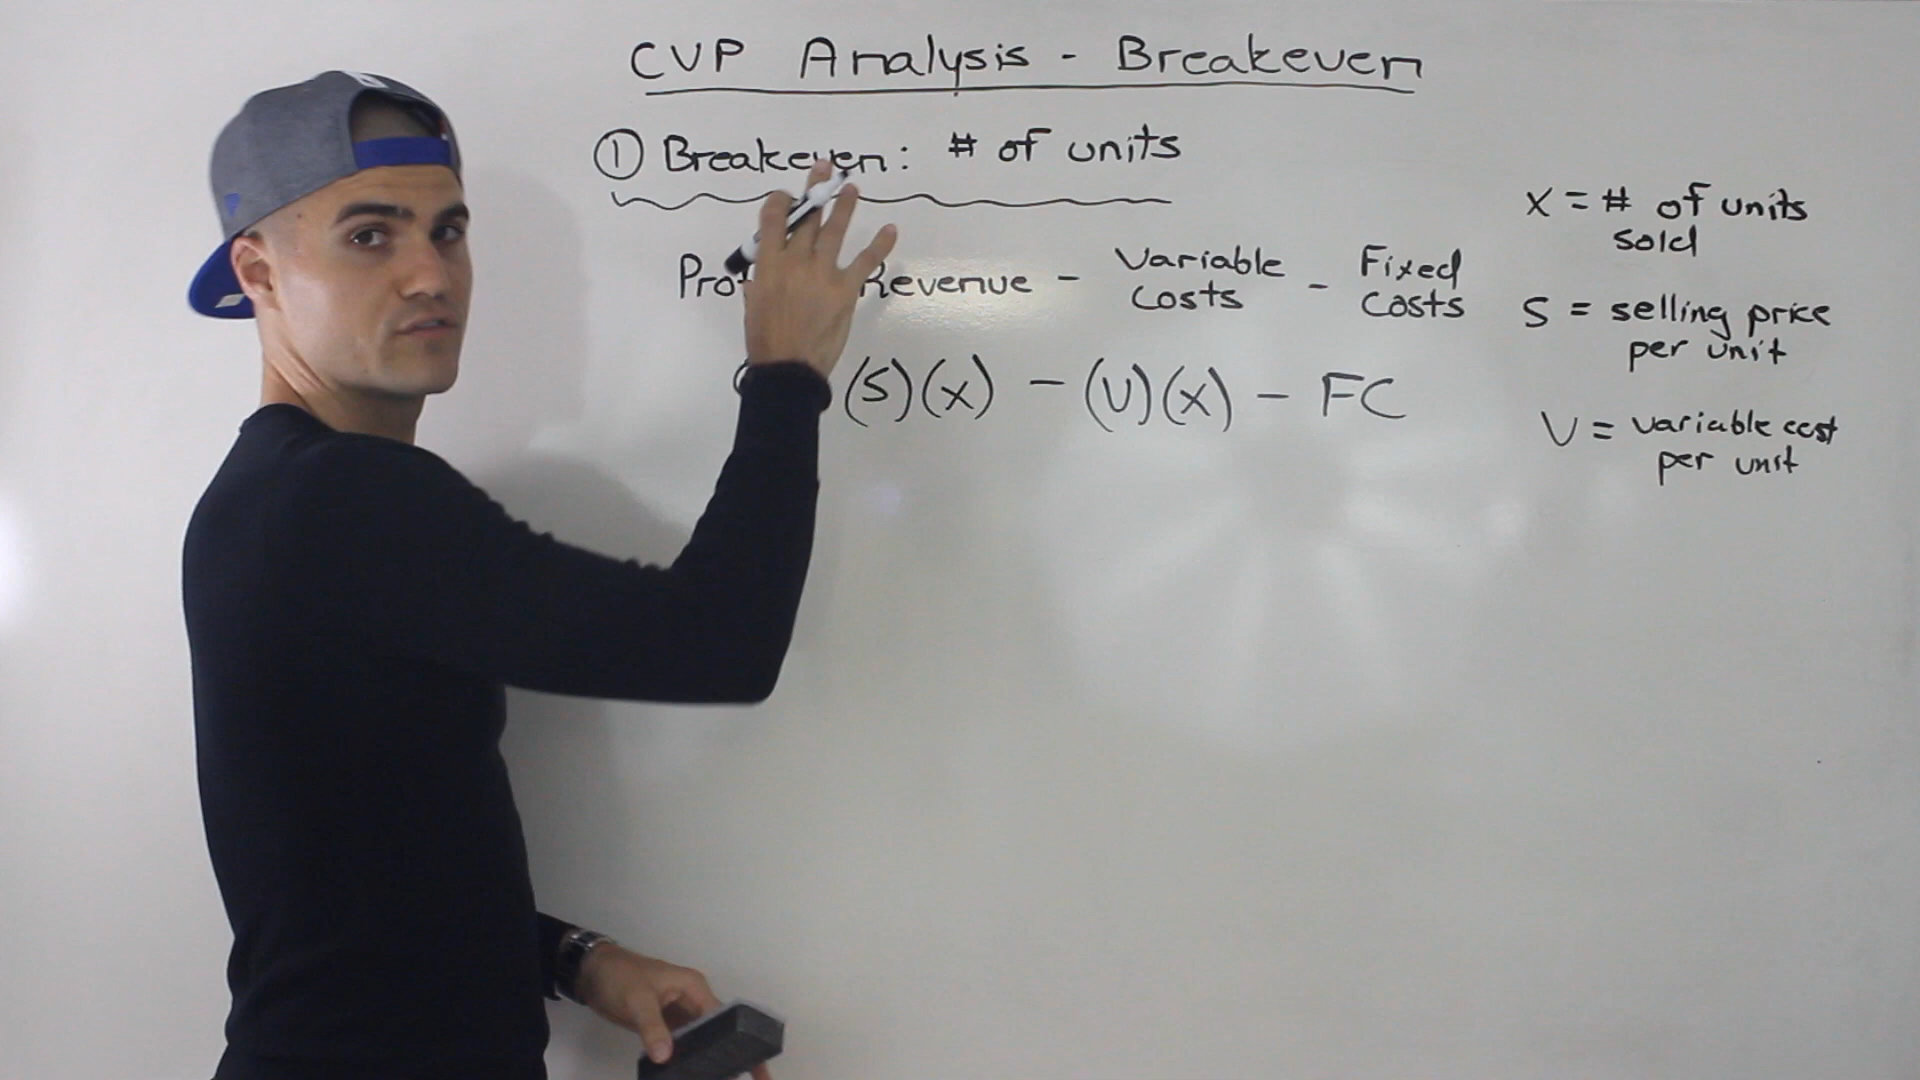 CVP Analysis - Breakeven
① Breakeven: # of units
Revenue - Variable Costs - Fixed Costs
(S)(x) - (V)(x) - FC
x = # of units
sold
S = selling price
per unit
V = variable cost
per unit